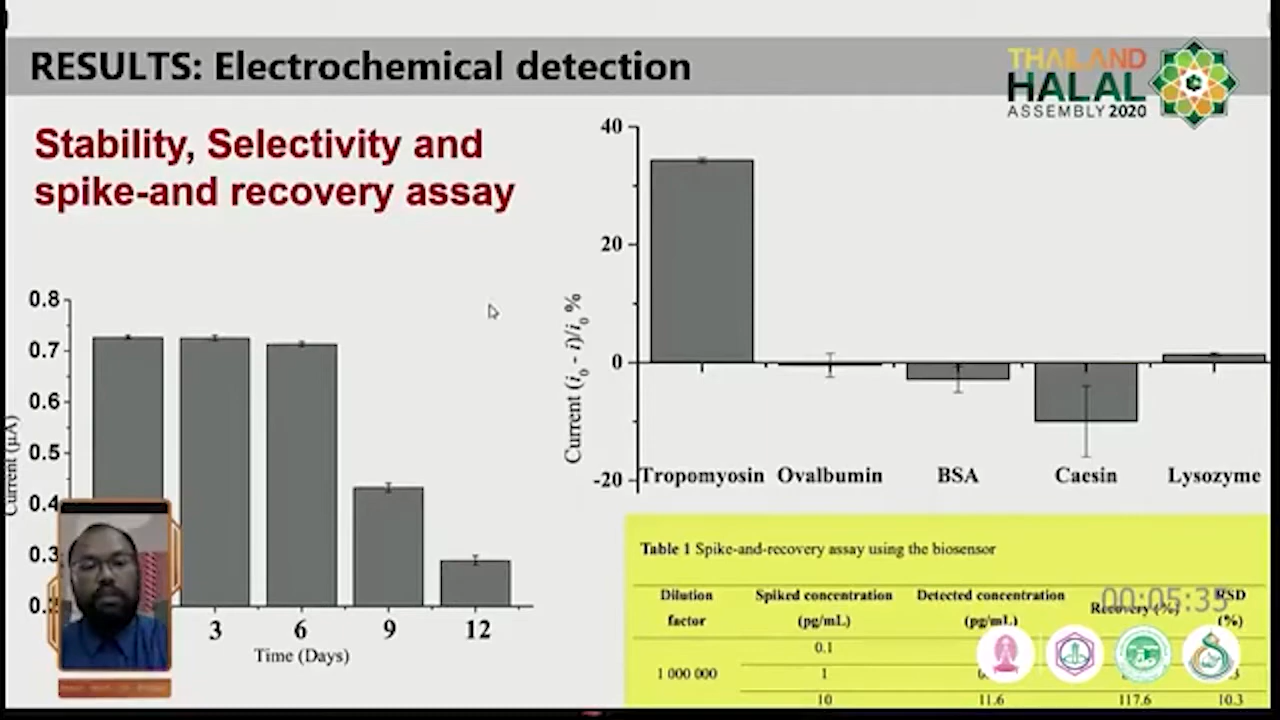 RESULTS: Electrochemical detection
THAILAND
HALAL
ASSEMBLY 2020
Stability, Selectivity and
spike-and recovery assay
0.8
0.7
0.6
0.5
0.4
0.3
Current (µA)
3 6 9 12
Time (Days)
40
20
0
-20
Current (i0 - i)/i0 %
Tropomyosin Ovalbumin BSA Caesin Lysozyme
Table 1 Spike-and-recovery assay using the biosensor
Dilution factor
Spiked concentration (pg/mL)
Detected concentration (pg/mL)
Recovery (%)
RSD (%)
00:05:35
0.1
1 000 000 1
10 11.6 117.6 10.3